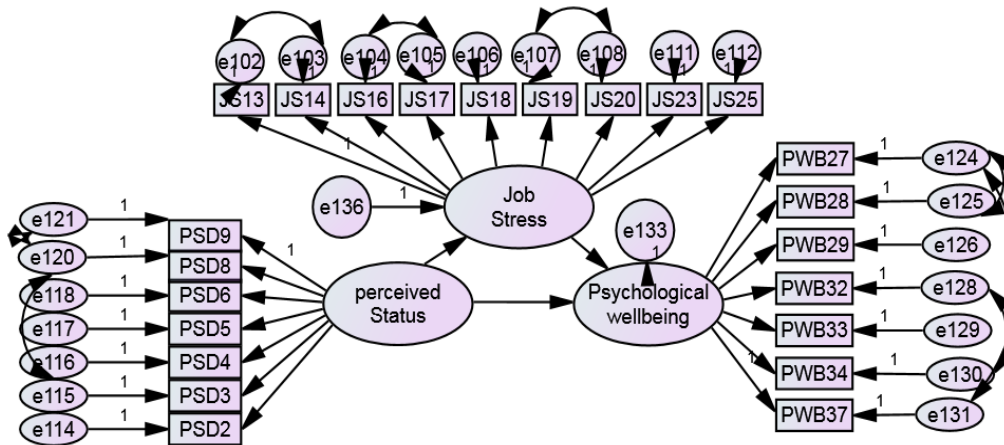 e102 e103 e104 e105 e106 e107 e108 e111 e112
1 1 1 1 1 1 1 1 1
JS13 JS14 JS16 JS17 JS18 JS19 JS20 JS23 JS25
1
e136 1 Job
Stress
e133
1
e121 1 PSD9
e120 1 PSD8
e118 1 PSD6
e117 1 PSD5
e116 1 PSD4
e115 1 PSD3
e114 1 PSD2
1
perceived
Status
Psychological
wellbeing
PWB27 1 e124
PWB28 1 e125
PWB29 1 e126
PWB32 1 e128
PWB33 1 e129
PWB34 1 e130
PWB37 1 e131
1